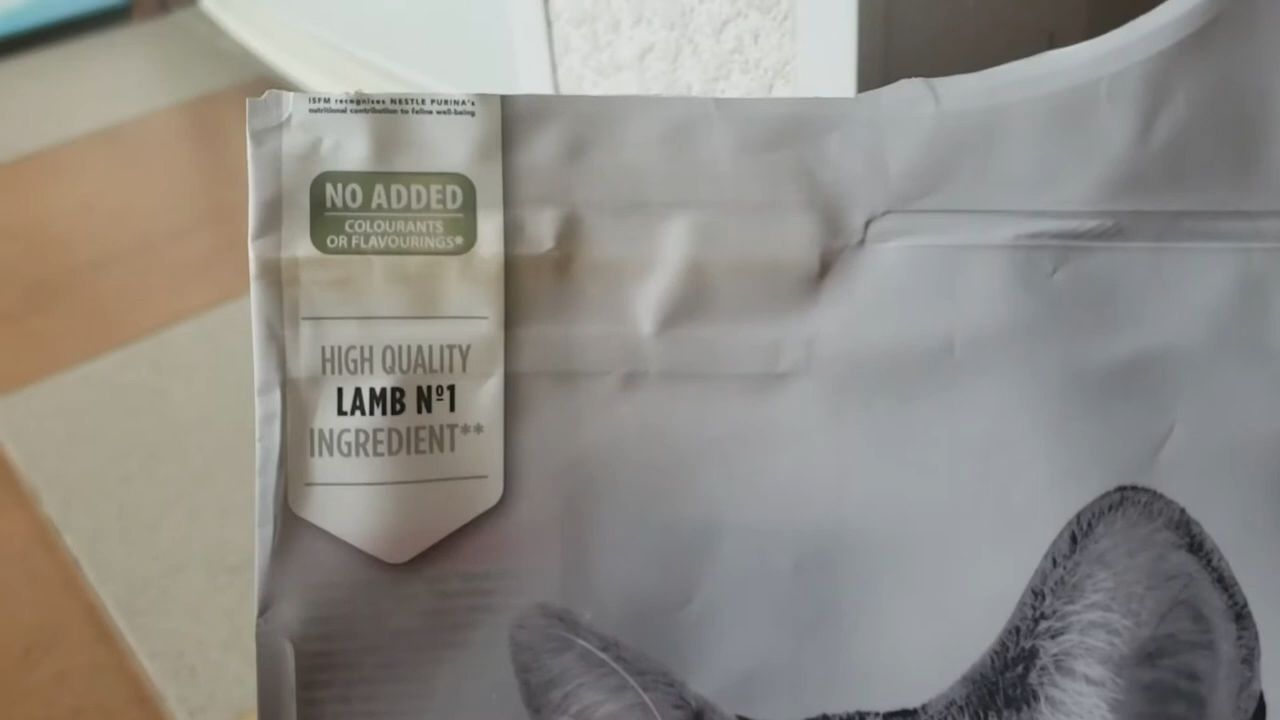 ISFM recognises NESTLE PURINA's
nutritional contribution to feline well-being
NO ADDED
COLOURANTS
OR FLAVOURINGS*
HIGH QUALITY
LAMB Nº1
INGREDIENT**